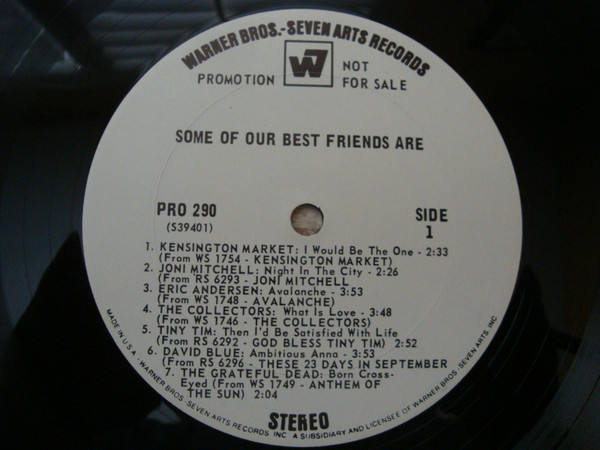 WARNER BROS.-SEVEN ARTS RECORDS
PROMOTION W7 NOT FOR SALE
SOME OF OUR BEST FRIENDS ARE
PRO 290
(S39401)
SIDE 1
1. KENSINGTON MARKET: I Would Be The One - 2:33
(From WS 1754 - KENSINGTON MARKET)
2. JONI MITCHELL: Night In The City - 2:26
(From RS 6293 - JONI MITCHELL
3. ERIC ANDERSEN: Avalanche - 3:53
(From WS 1748 - AVALANCHE)
4. THE COLLECTORS: What Is Love - 3:48
(From WS 1746 - THE COLLECTORS)
5. TINY TIM: Then I'd Be Satisfied With Life
(From RS 6292 - GOD BLESS TINY TIM) 2:52
6. DAVID BLUE: Ambitious Anna - 3:53
(From RS 6296 - THESE 23 DAYS IN SEPTEMBER
7. THE GRATEFUL DEAD: Born Cross-
Eyed (From WS 1749 - ANTHEM OF
THE SUN) 2:04
STEREO
MADE IN U.S.A. - WARNER BROS.-SEVEN ARTS RECORDS INC. A SUBSIDIARY AND LICENSEE OF WARNER BROS.-SEVEN ARTS INC